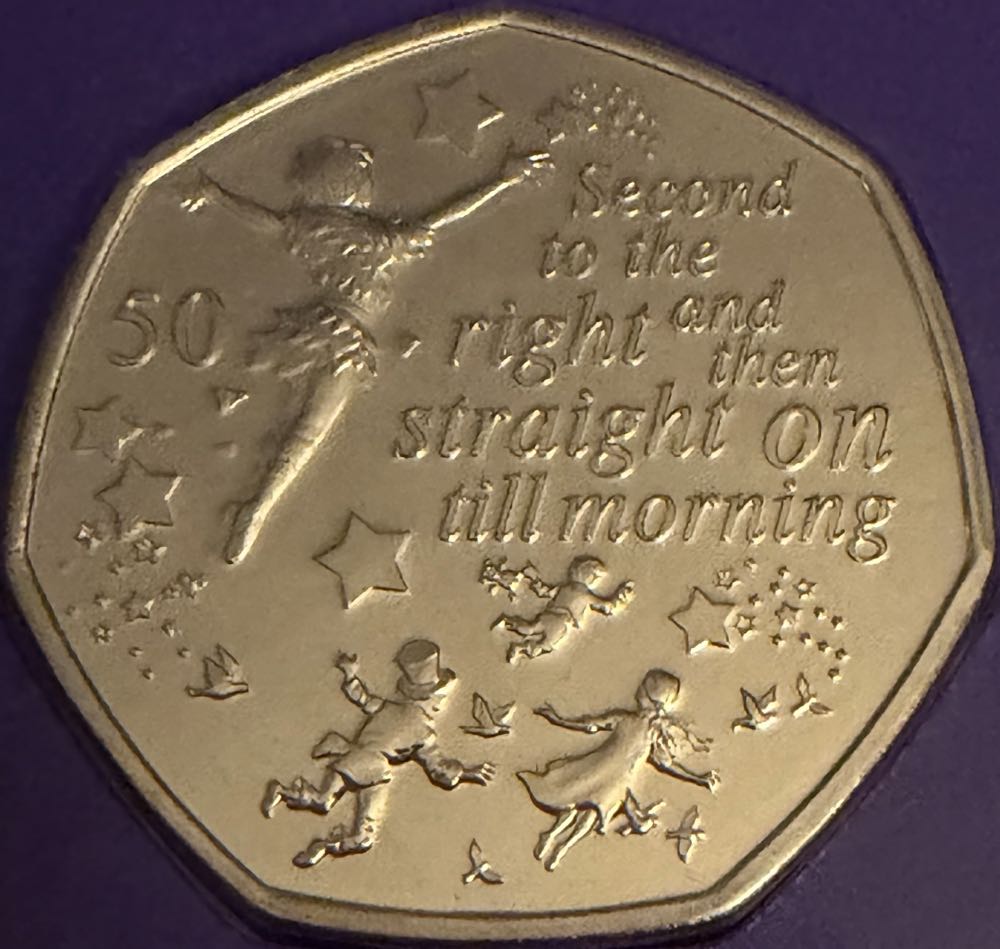 Second
to the
right and
then
straight on
till morning
50